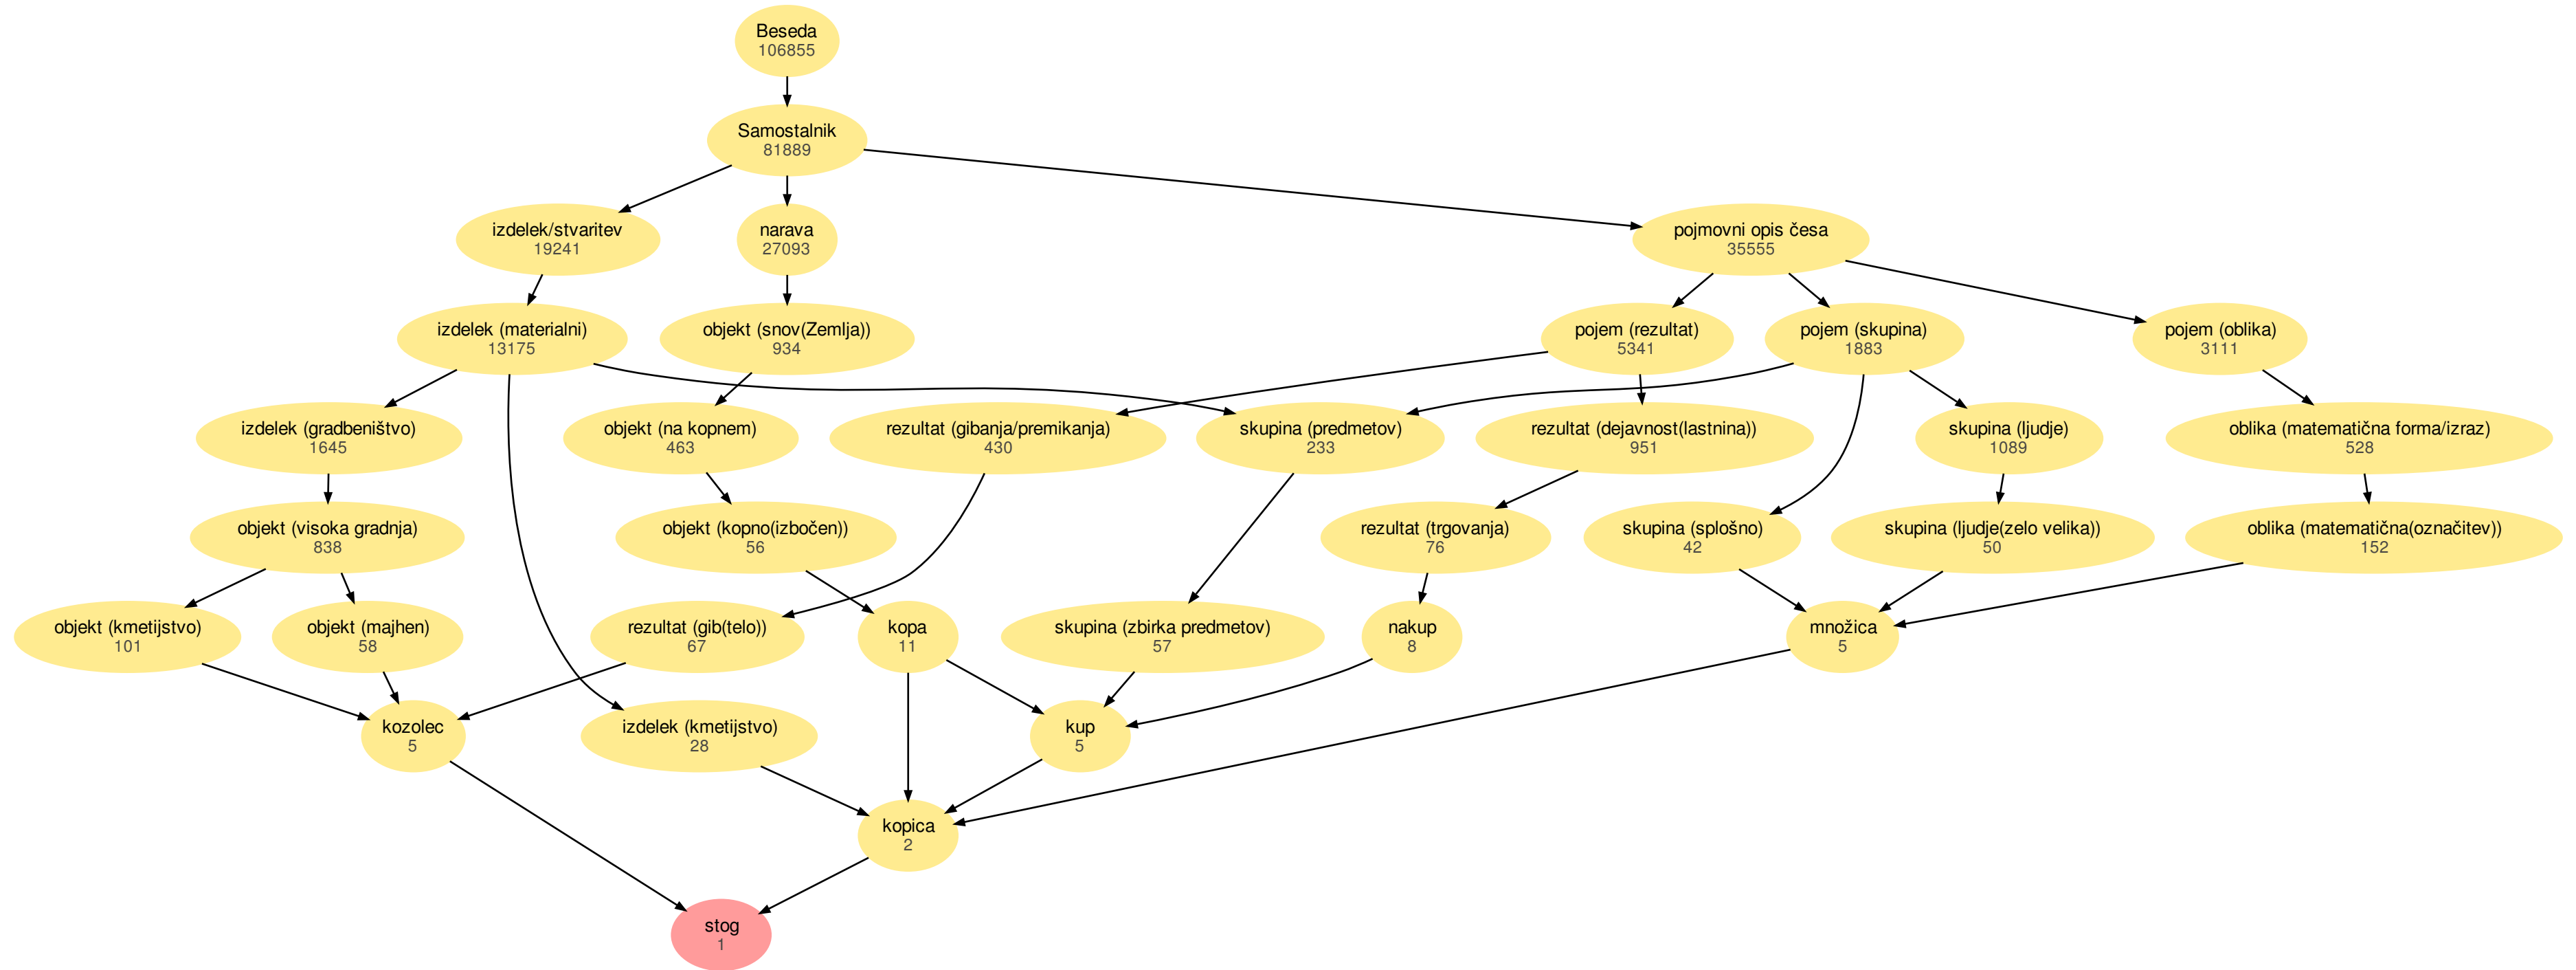 Beseda
106855
Samostalnik
81889
izdelek/stvaritev
19241
narava
27093
pojmovni opis česa
35555
izdelek (materialni)
13175
objekt (snov(Zemlja))
934
pojem (rezultat)
5341
pojem (skupina)
1883
pojem (oblika)
3111
izdelek (gradbeništvo)
1645
objekt (na kopnem)
463
rezultat (gibanja/premikanja)
430
skupina (predmetov)
233
rezultat (dejavnost(lastnina))
951
skupina (ljudje)
1089
oblika (matematična forma/izraz)
528
objekt (visoka gradnja)
838
objekt (kopno(izbočen))
56
rezultat (trgovanja)
76
skupina (splošno)
42
skupina (ljudje(zelo velika))
50
oblika (matematična(označitev))
152
objekt (kmetijstvo)
101
objekt (majhen)
58
rezultat (gib(telo))
67
kopa
11
skupina (zbirka predmetov)
57
nakup
8
množica
5
kozolec
5
izdelek (kmetijstvo)
28
kup
5
kopica
2
stog
1